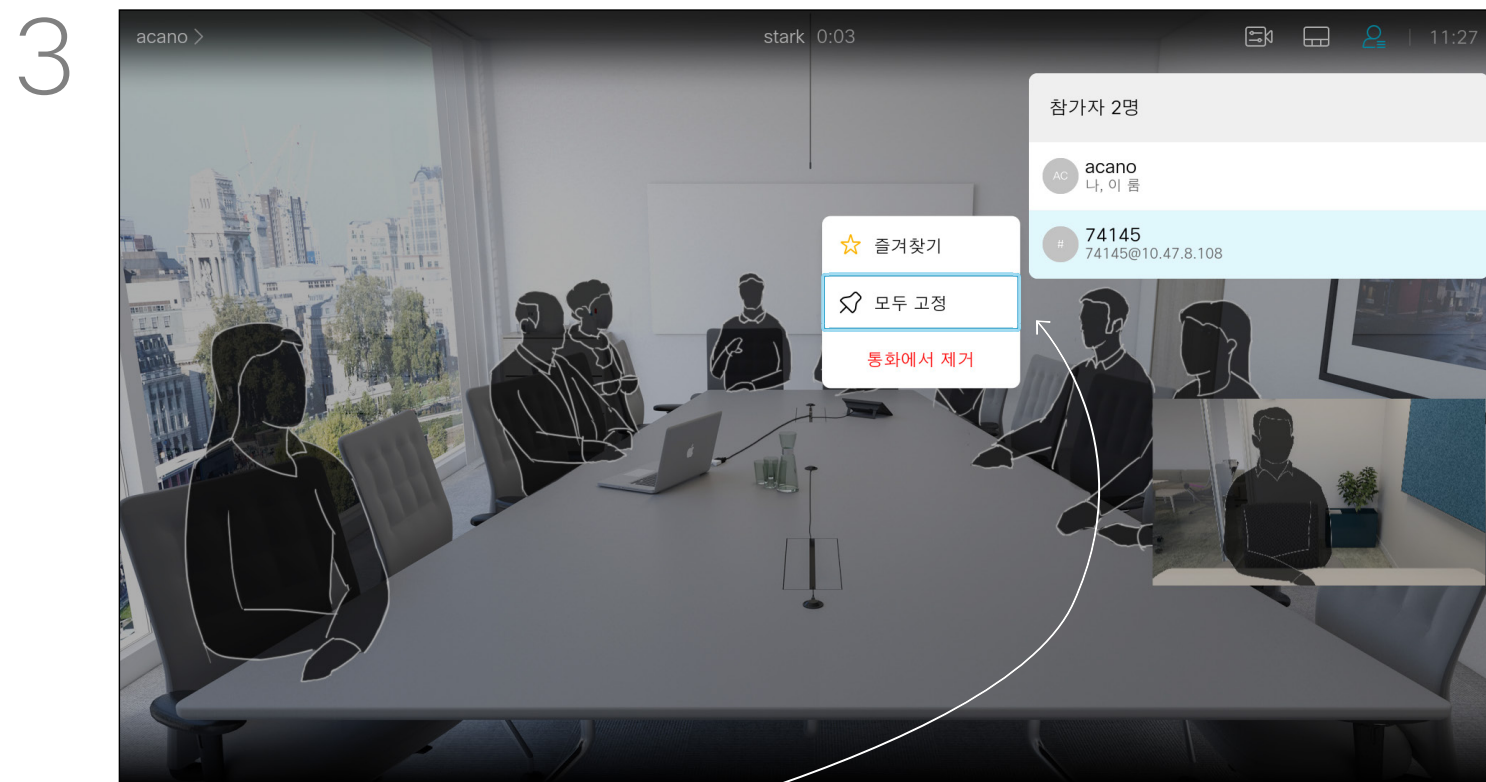 3
acano >
stark 0:03
11:27
참가자 2명
AC
acano
나, 이 룸
#
74145
74145@10.47.8.108
즐겨찾기
모두 고정
통화에서 제거